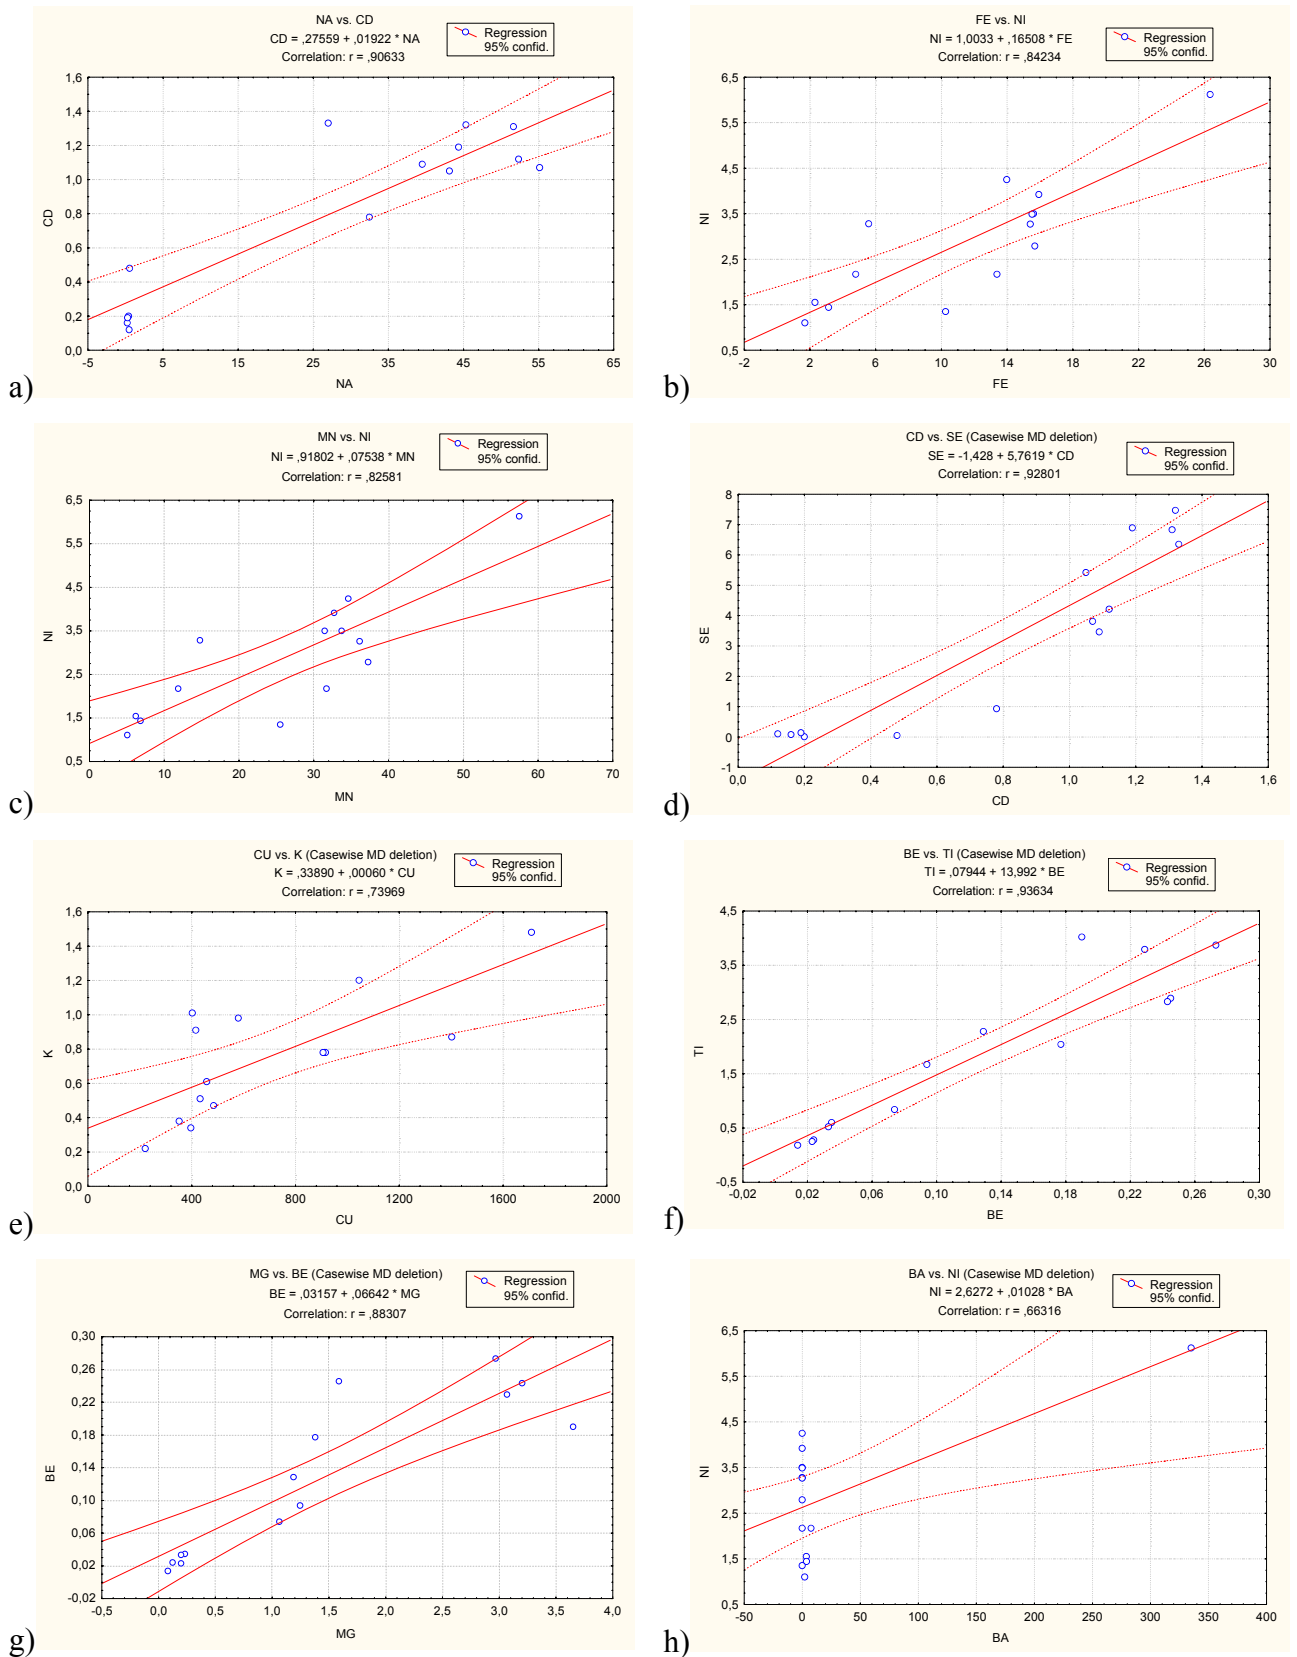 NA vs. CD
CD = ,27559 + ,01922 * NA
Correlation: r = ,90633
Regression
95% confid.
1,6
1,4
1,2
1,0
0,8
0,6
0,4
0,2
0,0
CD
-5 5 15 25 35 45 55 65
NA
a)
FE vs. NI
NI = 1,0033 + ,16508 * FE
Correlation: r = ,84234
Regression
95% confid.
6,5
5,5
4,5
3,5
2,5
1,5
0,5
NI
-2 2 6 10 14 18 22 26 30
FE
b)
MN vs. NI
NI = ,91802 + ,07538 * MN
Correlation: r = ,82581
Regression
95% confid.
6,5
5,5
4,5
3,5
2,5
1,5
0,5
NI
0 10 20 30 40 50 60 70
MN
c)
CD vs. SE (Casewise MD deletion)
SE = -1,428 + 5,7619 * CD
Correlation: r = ,92801
Regression
95% confid.
8
7
6
5
4
3
2
1
0
-1
SE
0,0 0,2 0,4 0,6 0,8 1,0 1,2 1,4 1,6
CD
d)
CU vs. K (Casewise MD deletion)
K = ,33890 + ,00060 * CU
Correlation: r = ,73969
Regression
95% confid.
1,6
1,4
1,2
1,0
0,8
0,6
0,4
0,2
0,0
K
0 400 800 1200 1600 2000
CU
e)
BE vs. TI (Casewise MD deletion)
TI = ,07944 + 13,992 * BE
Correlation: r = ,93634
Regression
95% confid.
4,5
3,5
2,5
1,5
0,5
-0,5
TI
-0,02 0,02 0,06 0,10 0,14 0,18 0,22 0,26 0,30
BE
f)
MG vs. BE (Casewise MD deletion)
BE = ,03157 + ,06642 * MG
Correlation: r = ,88307
Regression
95% confid.
0,30
0,26
0,22
0,18
0,14
0,10
0,06
0,02
-0,02
BE
-0,5 0,0 0,5 1,0 1,5 2,0 2,5 3,0 3,5 4,0
MG
g)
BA vs. NI (Casewise MD deletion)
NI = 2,6272 + ,01028 * BA
Correlation: r = ,66316
Regression
95% confid.
6,5
5,5
4,5
3,5
2,5
1,5
0,5
NI
-50 0 50 100 150 200 250 300 350 400
BA
h)